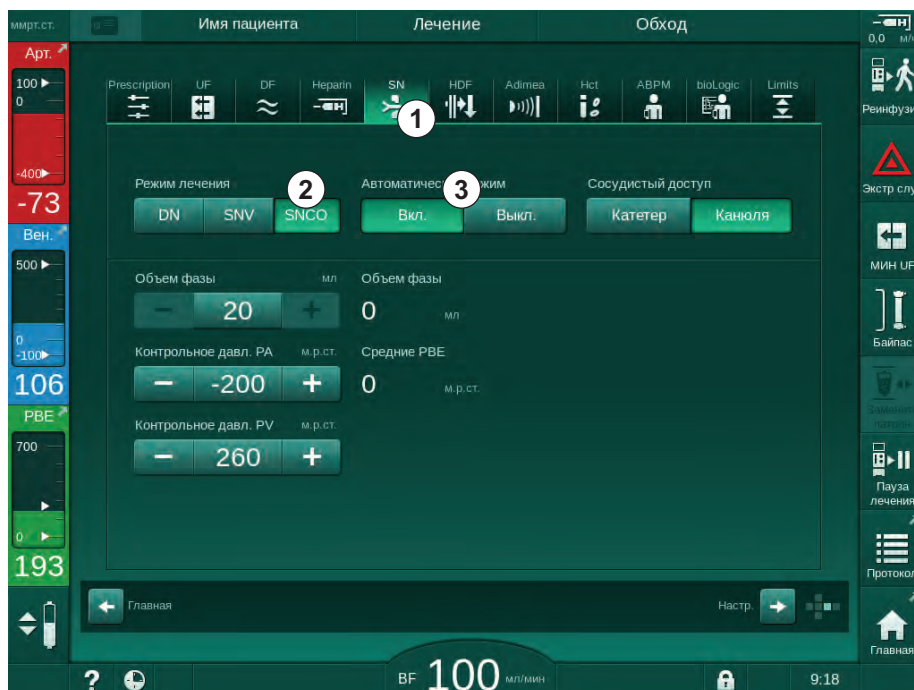 ммрт.ст.
Имя пациента
Лечение
Обход
0,0
Арт.
100
0
-400
-73
Вен.
500
0
-100
106
PBE
700
0
193
Prescription
UF
DF
Heparin
SN
HDF
Adimea
Hct
ABPM
bioLogic
Limits
1
Режим лечения
2
DN
SNV
SNCO
3
Вкл.
Выкл.
Сосудистый доступ
Катетер
Канюля
Объем фазы
мл
20
Объем фазы
0
мл
Контрольное давл. PA
м.р.ст.
-200
Средние PBE
0
м.р.ст.
Контрольное давл. PV
м.р.ст.
260
Главная
Настр.
МИН UF
Байпас
Пауза
лечения
Протокол
Главная
?
BF 100 мл/мин
9:18